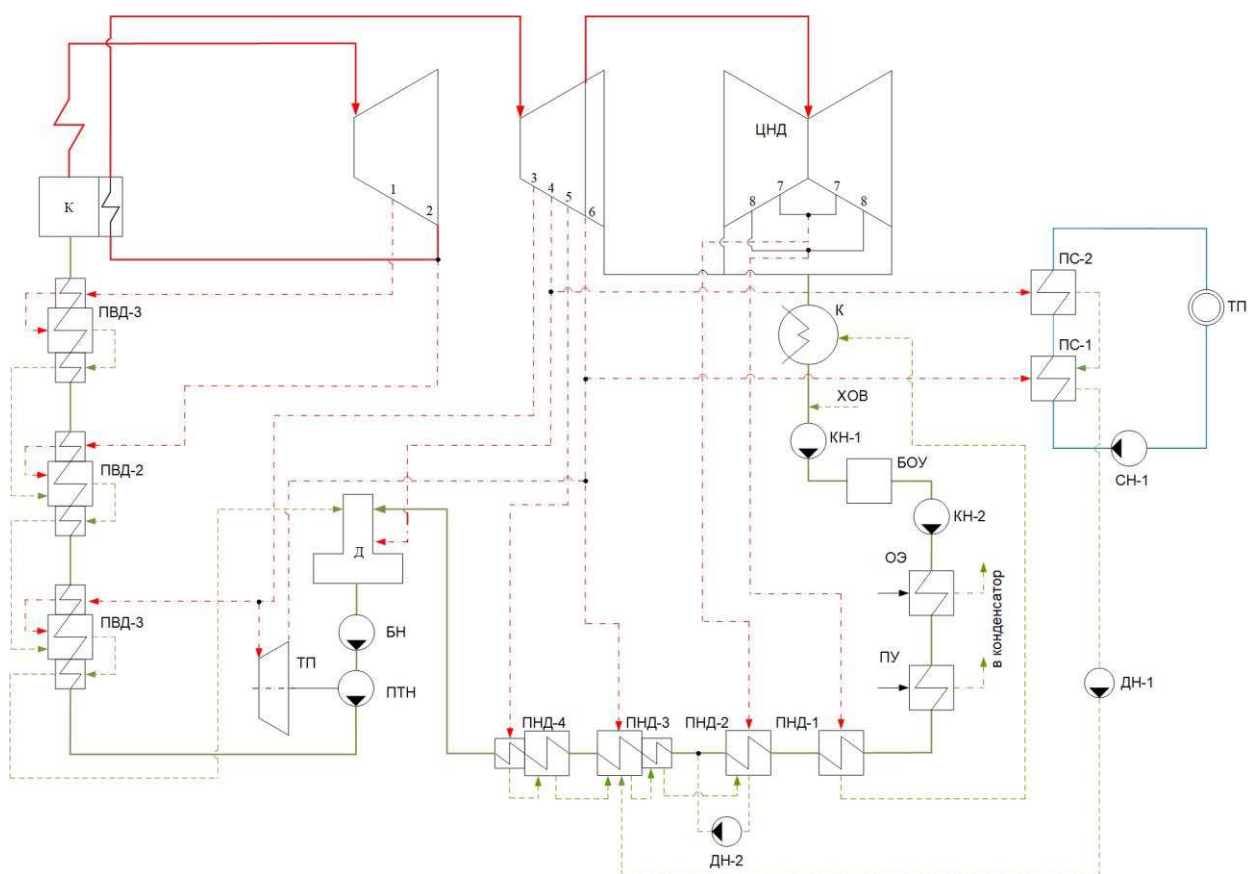 ЦНД
1
2
3
4
5
6
7
7
8
8
К
ПС-2
ТП
К
ПВД-3
ПС-1
ХОВ
КН-1
БОУ
СН-1
ПВД-2
КН-2
Д
ОЭ
в конденсатор
ПВД-3
БН
ТП
ПУ
ПТН
ДН-1
ПНД-4
ПНД-3
ПНД-2
ПНД-1
ДН-2